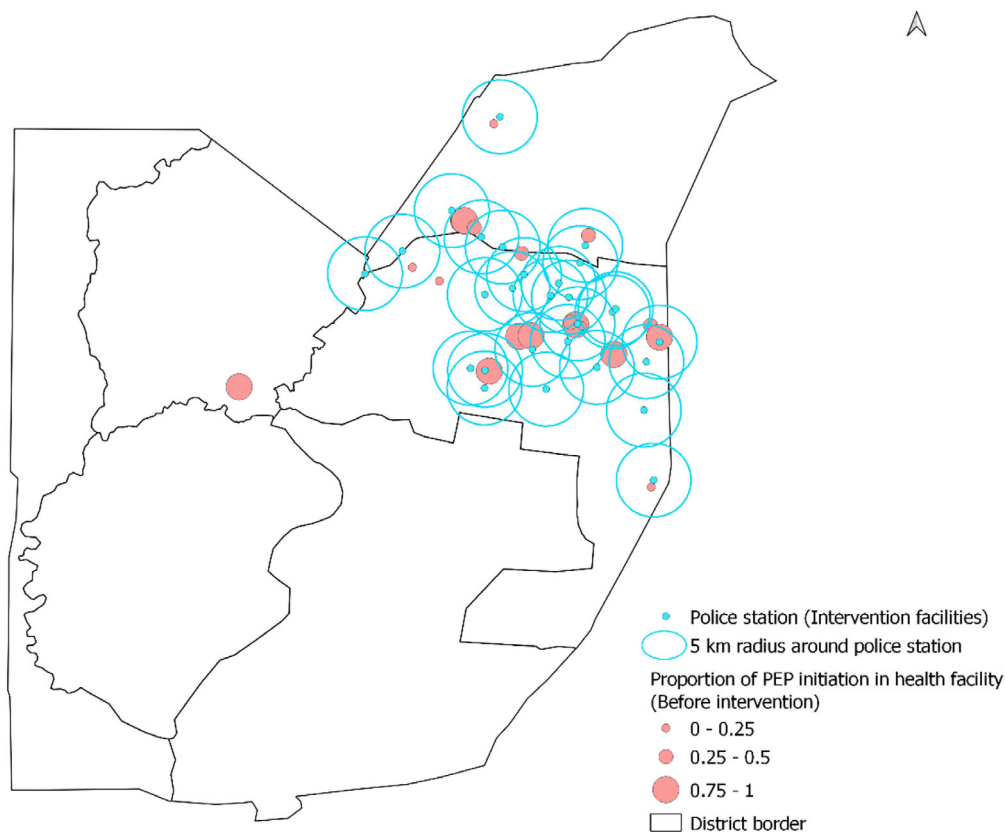 Police station (Intervention facilities)
5 km radius around police station
Proportion of PEP initiation in health facility
(Before intervention)
0 - 0.25
0.25 - 0.5
0.75 - 1
District border